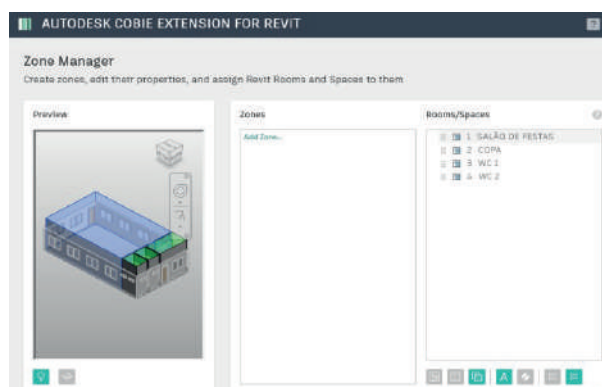 AUTODESK COBIE EXTENSION FOR REVIT
Zone Manager
Create zones, edit their properties, and assign Revit Rooms and Spaces to them
Preview
Zones
Rooms/Spaces
Add Zone...
1 SALÃO DE FESTAS
2 COPA
3 WC 1
4 WC 2